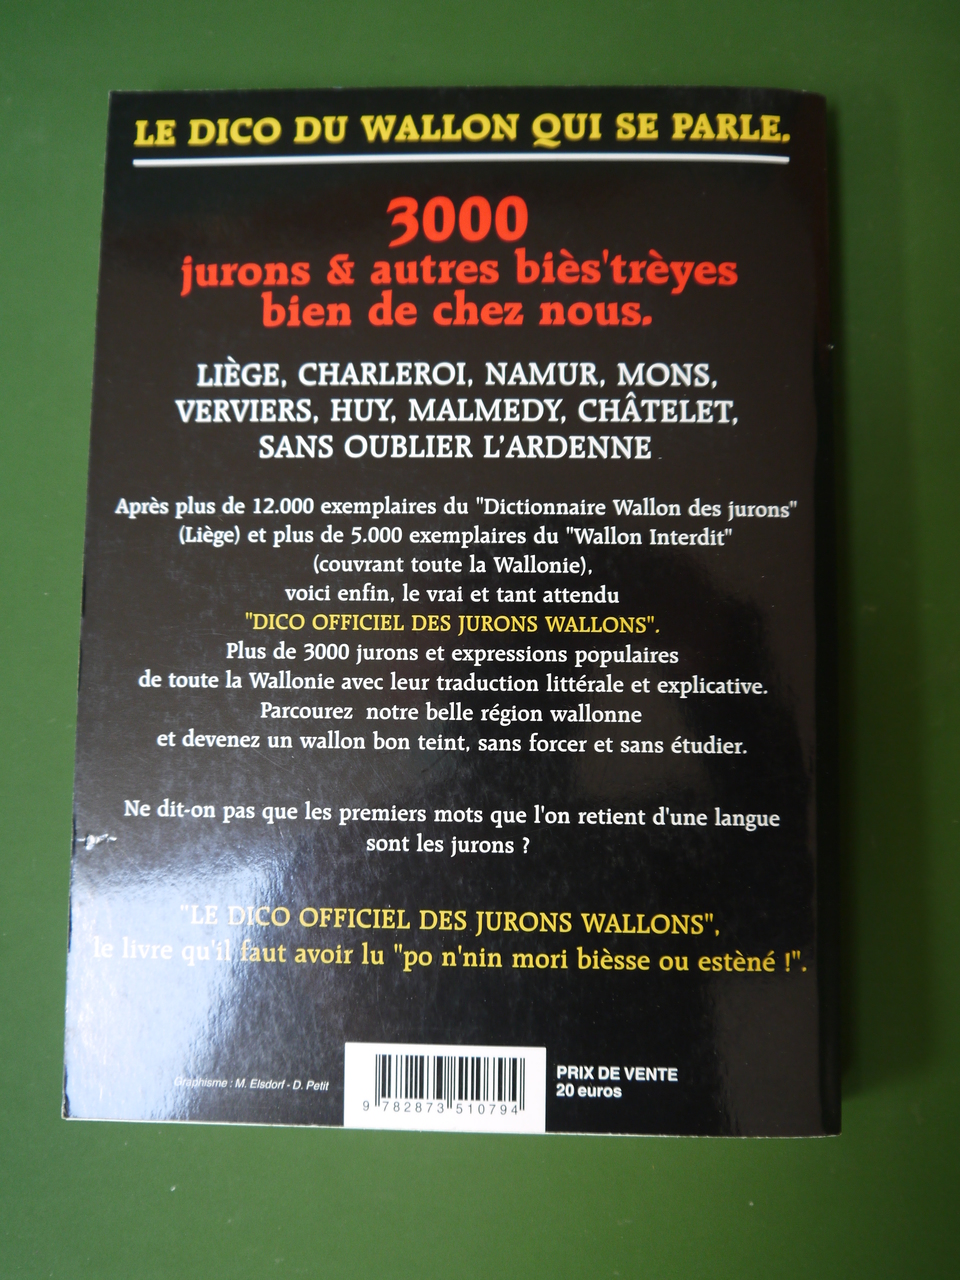 LE DICO DU WALLON QUI SE PARLE.
3000
jurons & autres biès'trèyes
bien de chez nous.
LIÈGE, CHARLEROI, NAMUR, MONS,
VERVIERS, HUY, MALMEDY, CHÂTELET,
SANS OUBLIER L'ARDENNE
Après plus de 12.000 exemplaires du "Dictionnaire Wallon des jurons"
(Liège) et plus de 5.000 exemplaires du "Wallon Interdit"
(couvrant toute la Wallonie),
voici enfin, le vrai et tant attendu
"DICO OFFICIEL DES JURONS WALLONS".
Plus de 3000 jurons et expressions populaires
de toute la Wallonie avec leur traduction littérale et explicative.
Parcourez notre belle région wallonne
et devenez un wallon bon teint, sans forcer et sans étudier.
Ne dit-on pas que les premiers mots que l'on retient d'une langue
sont les jurons ?
"LE DICO OFFICIEL DES JURONS WALLONS",
le livre qu'il faut avoir lu "po n'nin mori bièsse ou estèné !".
Graphisme : M. Elsdorf - D. Petit
9 782873 510794
PRIX DE VENTE
20 euros